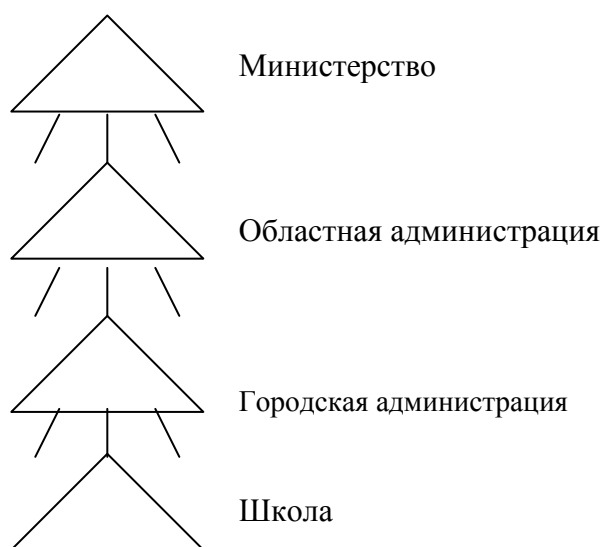 Министерство
Областная администрация
Городская администрация
Школа